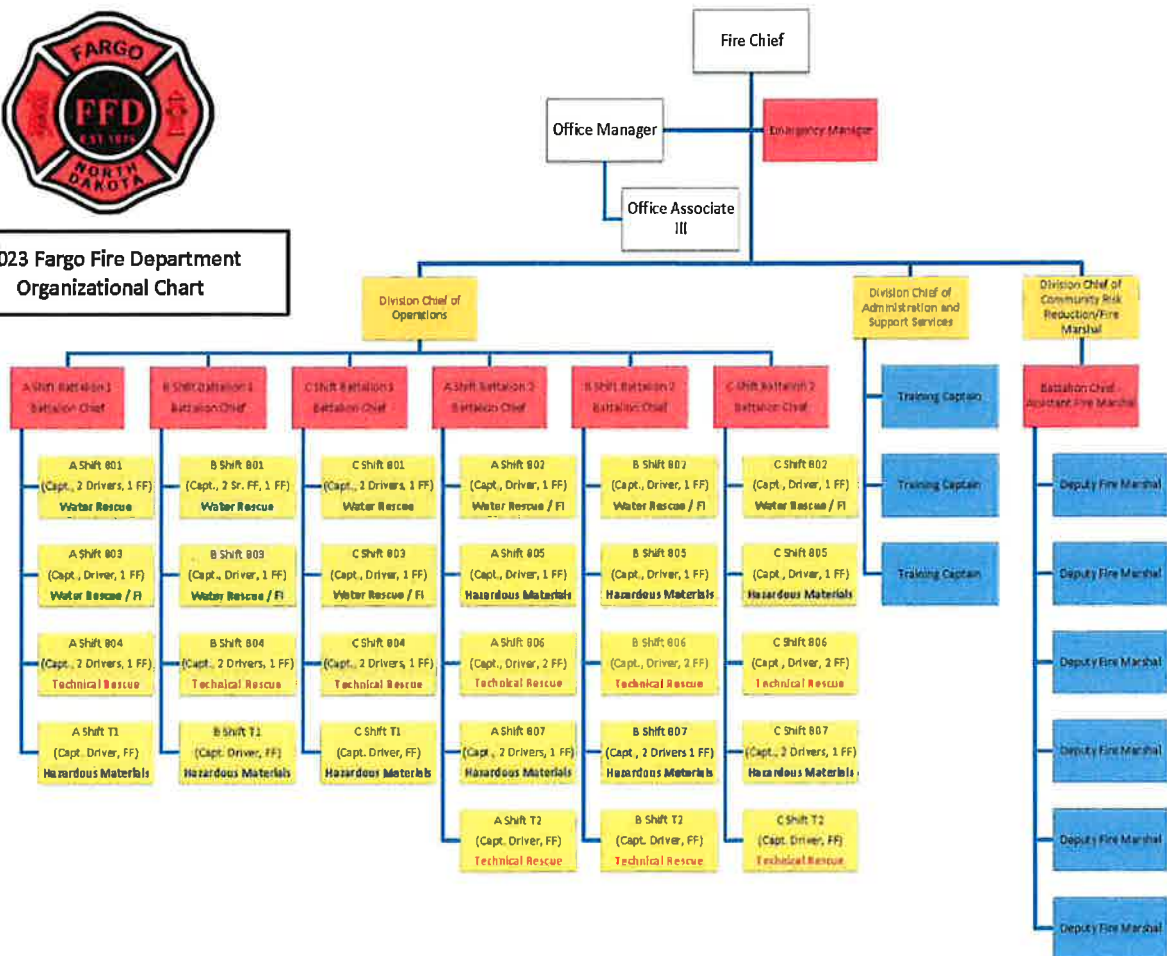 FARGO
FFD
EST 1875
NORTH
DAKOTA
023 Fargo Fire Department
Organizational Chart
Fire Chief
Office Manager
Emergency Manager
Office Associate
III
Division Chief of
Operations
Division Chief of
Administration and
Support Services
Division Chief of
Community Risk
Reduction/Fire
Marshal
A Shift Battalion 1
Battalion Chief
B Shift Battalion 1
Battalion Chief
C Shift Battalion 1
Battalion Chief
A Shift Battalion 2
Battalion Chief
B Shift Battalion 2
Battalion Chief
C Shift Battalion 2
Battalion Chief
Battalion Chief
Assistant Fire Marshal
A Shift 801
(Capt., 2 Drivers, 1 FF)
Water Rescue
A Shift 803
(Capt., Driver, 1 FF)
Water Rescue / FI
A Shift 804
(Capt., 2 Drivers, 1 FF)
Technical Rescue
A Shift T1
(Capt. Driver, FF)
Hazardous Materials
B Shift 801
(Capt., 2 Sr. FF, 1 FF)
Water Rescue
B Shift 803
(Capt., Driver, 1 FF)
Water Rescue / FI
B Shift 804
(Capt., 2 Drivers, 1 FF)
Technical Rescue
B Shift T1
(Capt. Driver, FF)
Hazardous Materials
C Shift 801
(Capt., 2 Drivers, 1 FF)
Water Rescue
C Shift 803
(Capt., Driver, 1 FF)
Water Rescue / FI
C Shift 804
(Capt., 2 Drivers, 1 FF)
Technical Rescue
C Shift T1
(Capt. Driver, FF)
Hazardous Materials
A Shift 802
(Capt., Driver, 1 FF)
Water Rescue / FI
A Shift 805
(Capt., Driver, 1 FF)
Hazardous Materials
A Shift 806
(Capt., Driver, 2 FF)
Technical Rescue
A Shift 807
(Capt., 2 Drivers, 1 FF)
Hazardous Materials
A Shift T2
(Capt. Driver, FF)
Technical Rescue
B Shift 802
(Capt., Driver, 1 FF)
Water Rescue / FI
B Shift 805
(Capt., Driver, 1 FF)
Hazardous Materials
B Shift 806
(Capt., Driver, 2 FF)
Technical Rescue
B Shift 807
(Capt., 2 Drivers 1 FF)
Hazardous Materials
B Shift T2
(Capt. Driver, FF)
Technical Rescue
C Shift 802
(Capt., Driver, 1 FF)
Water Rescue / FI
C Shift 805
(Capt., Driver, 1 FF)
Hazardous Materials
C Shift 806
(Capt., Driver, 2 FF)
Technical Rescue
C Shift 807
(Capt., 2 Drivers, 1 FF)
Hazardous Materials
C Shift T2
(Capt. Driver, FF)
Technical Rescue
Training Captain
Training Captain
Training Captain
Deputy Fire Marshal
Deputy Fire Marshal
Deputy Fire Marshal
Deputy Fire Marshal
Deputy Fire Marshal
Deputy Fire Marshal